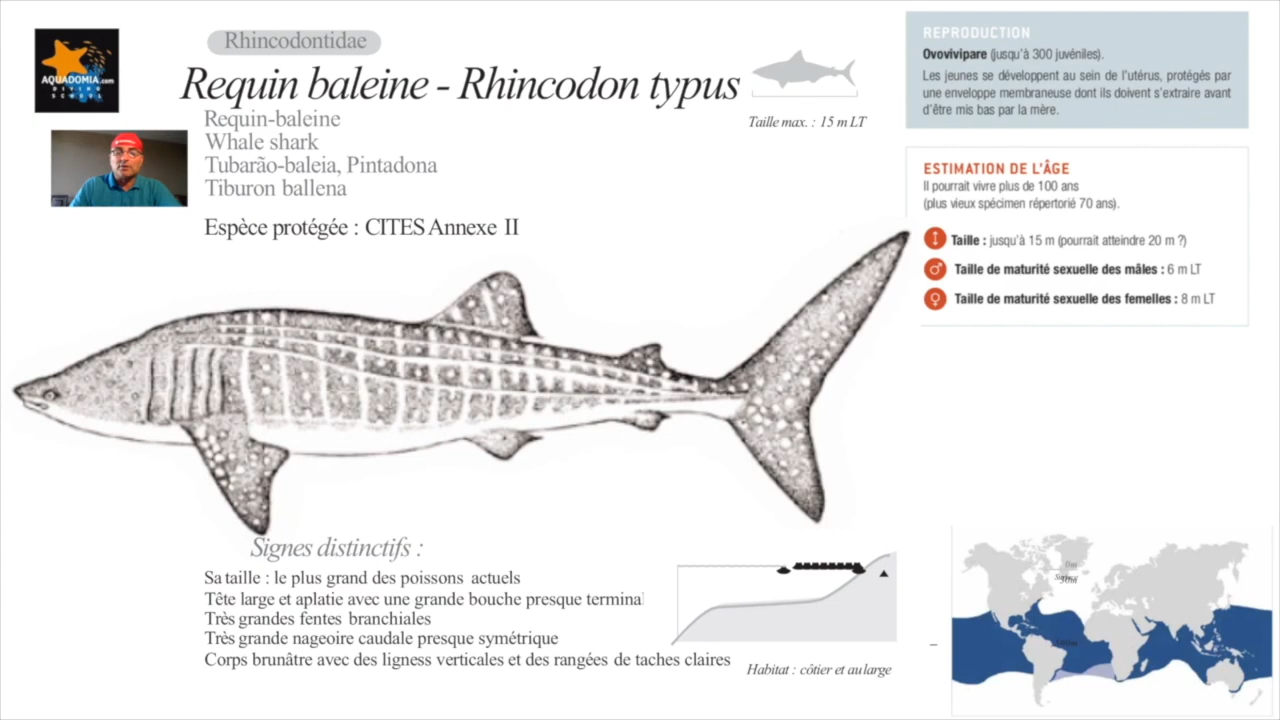 AQUADOMIA.com
DIVING
SCHOOL
Rhincodontidae
Requin baleine - Rhincodon typus
Requin-baleine
Whale shark
Tubarão-baleia, Pintadona
Tiburon ballena
Espèce protégée : CITES Annexe II
Taille max. : 15 m LT
REPRODUCTION
Ovovivipare (jusqu'à 300 juvéniles).
Les jeunes se développent au sein de l'utérus, protégés par
une enveloppe membraneuse dont ils doivent s'extraire avant
d'être mis bas par la mère.
ESTIMATION DE L'ÂGE
Il pourrait vivre plus de 100 ans
(plus vieux spécimen répertorié 70 ans).
Taille : jusqu'à 15 m (pourrait atteindre 20 m ?)
Taille de maturité sexuelle des mâles : 6 m LT
Taille de maturité sexuelle des femelles : 8 m LT
Signes distinctifs :
Sa taille : le plus grand des poissons actuels
Tête large et aplatie avec une grande bouche presque terminal
Très grandes fentes branchiales
Très grande nageoire caudale presque symétrique
Corps brunâtre avec des ligness verticales et des rangées de taches claires
Habitat : côtier et au large
0m